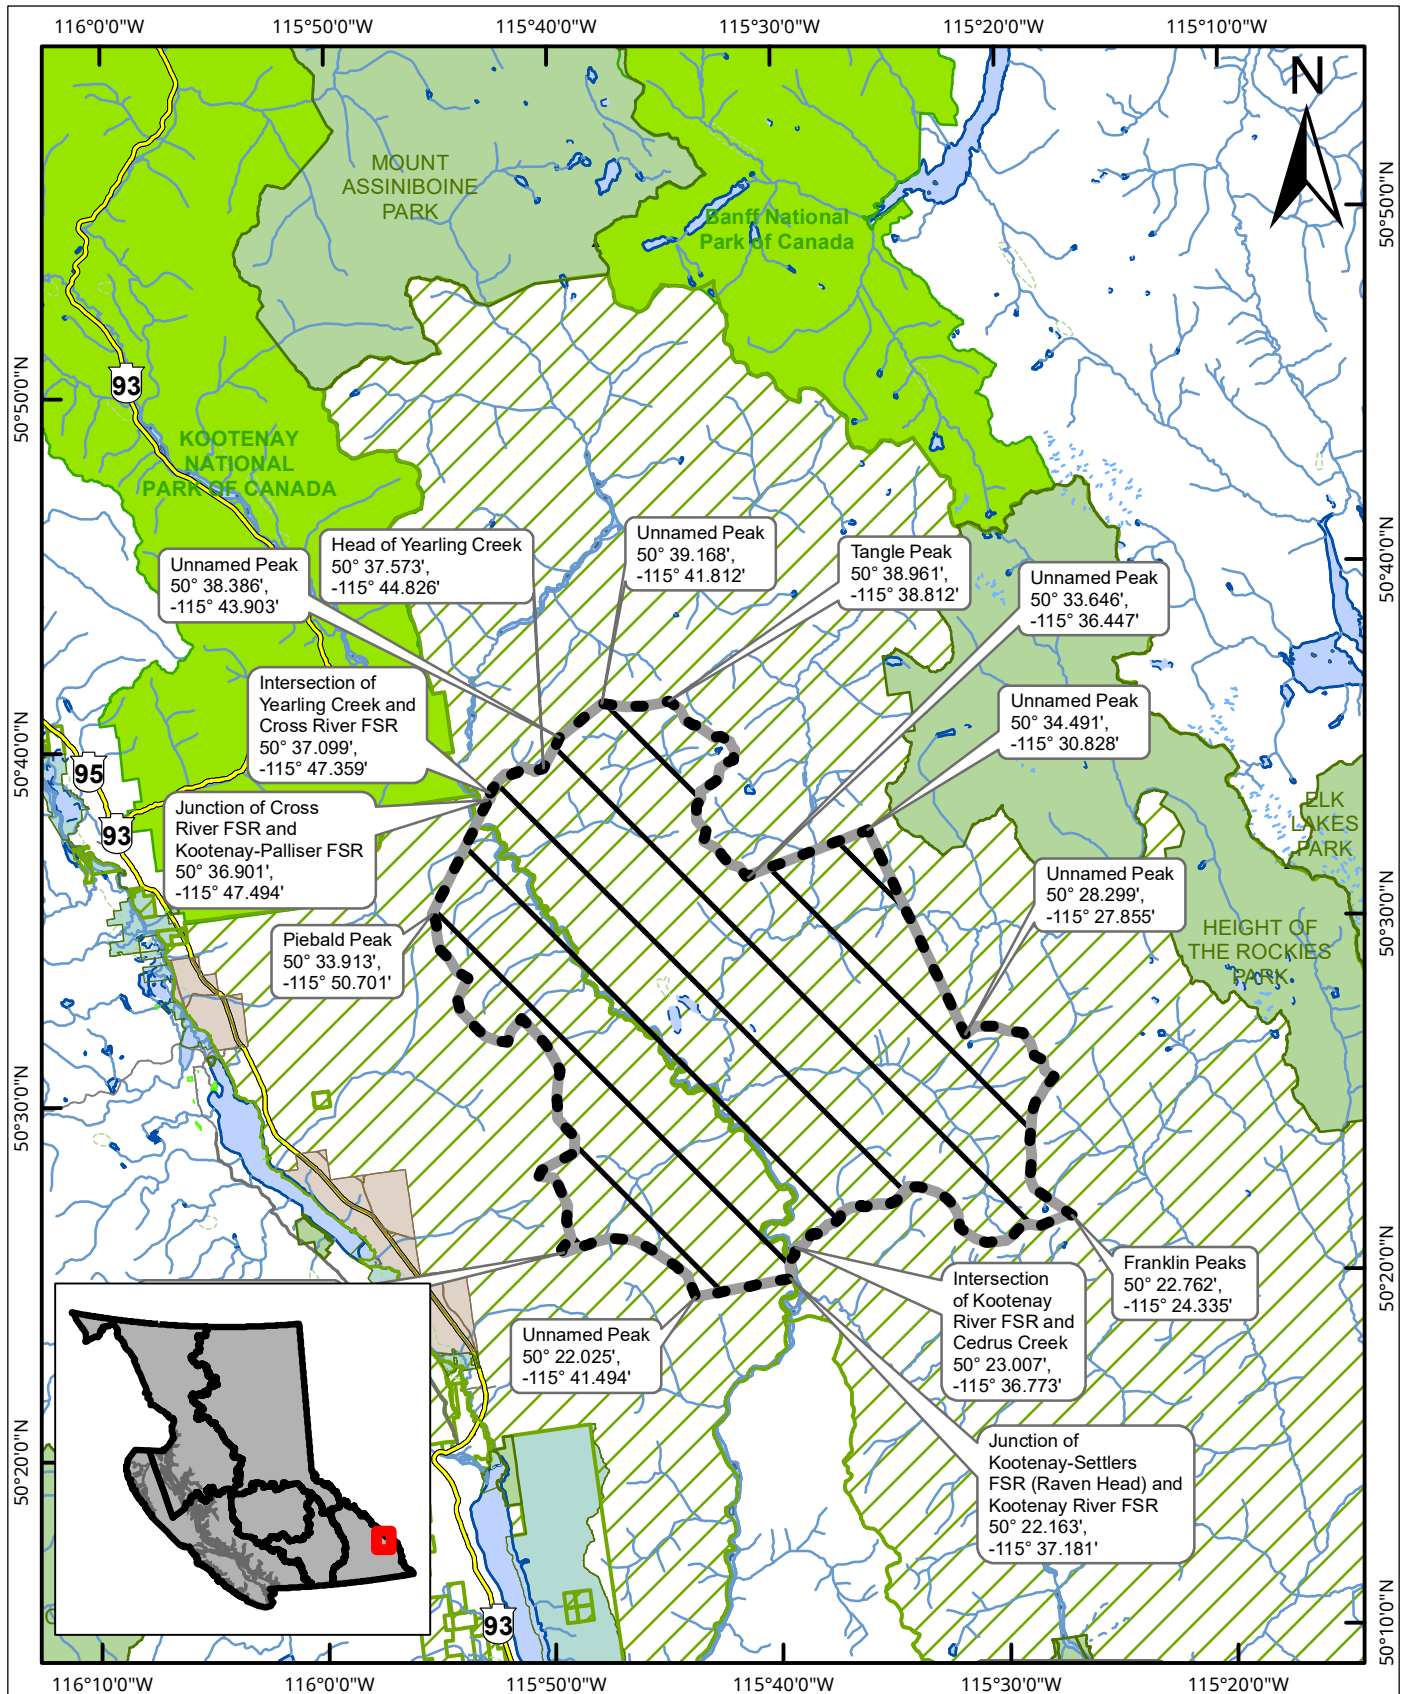 116°0'0"W
115°50'0"W
115°40'0"W
115°30'0"W
115°20'0"W
115°10'0"W
N
MOUNT
ASSINIBOINE
PARK
Banff National
Park of Canada
50°50'0"N
50°50'0"N
93
KOOTENAY
NATIONAL
PARK OF CANADA
Unnamed Peak
50° 38.386',
-115° 43.903'
Head of Yearling Creek
50° 37.573',
-115° 44.826'
Unnamed Peak
50° 39.168',
-115° 41.812'
Tangle Peak
50° 38.961',
-115° 38.812'
Unnamed Peak
50° 33.646',
-115° 36.447'
50°40'0"N
Intersection of
Yearling Creek and
Cross River FSR
50° 37.099',
-115° 47.359'
Unnamed Peak
50° 34.491',
-115° 30.828'
50°40'0"N
95
93
Junction of Cross
River FSR and
Kootenay-Palliser FSR
50° 36.901',
-115° 47.494'
ELK
LAKES
PARK
Unnamed Peak
50° 28.299',
-115° 27.855'
50°30'0"N
Piebald Peak
50° 33.913',
-115° 50.701'
HEIGHT OF
THE ROCKIES
PARK
50°30'0"N
50°20'0"N
Franklin Peaks
50° 22.762',
-115° 24.335'
Intersection
of Kootenay
River FSR and
Cedrus Creek
50° 23.007',
-115° 36.773'
Unnamed Peak
50° 22.025',
-115° 41.494'
Junction of
Kootenay-Settlers
FSR (Raven Head) and
Kootenay River FSR
50° 22.163',
-115° 37.181'
50°20'0"N
50°10'0"N
93
116°10'0"W
116°0'0"W
115°50'0"W
115°40'0"W
115°30'0"W
115°20'0"W